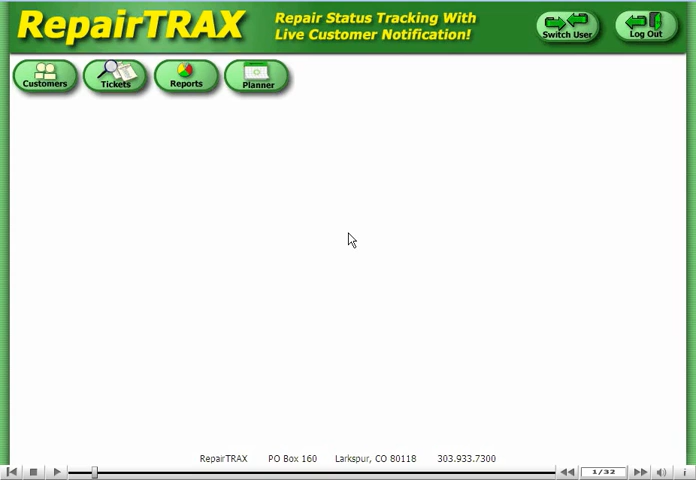 RepairTRAX
Repair Status Tracking With
Live Customer Notification!
Switch User
Log Out
Customers
Tickets
Reports
Planner
RepairTRAX PO Box 160 Larkspur, CO 80118 303.933.7300
1/32
i